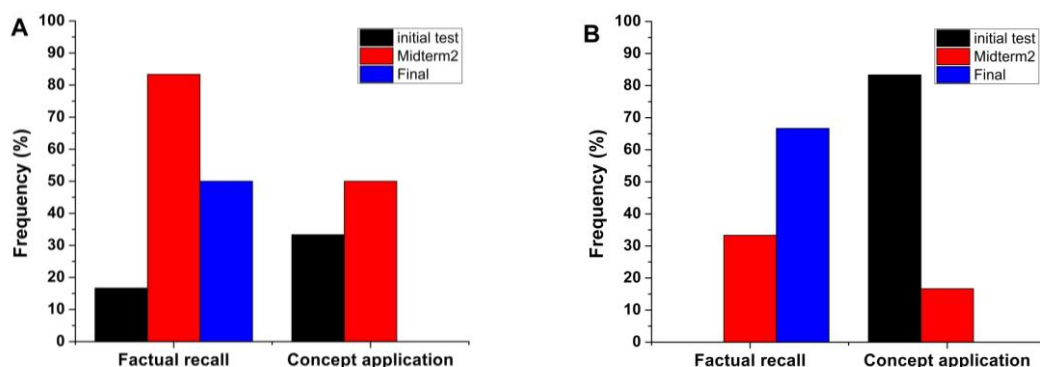 A
Frequency (%)
100
90
80
70
60
50
40
30
20
10
0
initial test
Midterm2
Final
Factual recall
Concept application
B
Frequency (%)
100
90
80
70
60
50
40
30
20
10
0
initial test
Midterm2
Final
Factual recall
Concept application